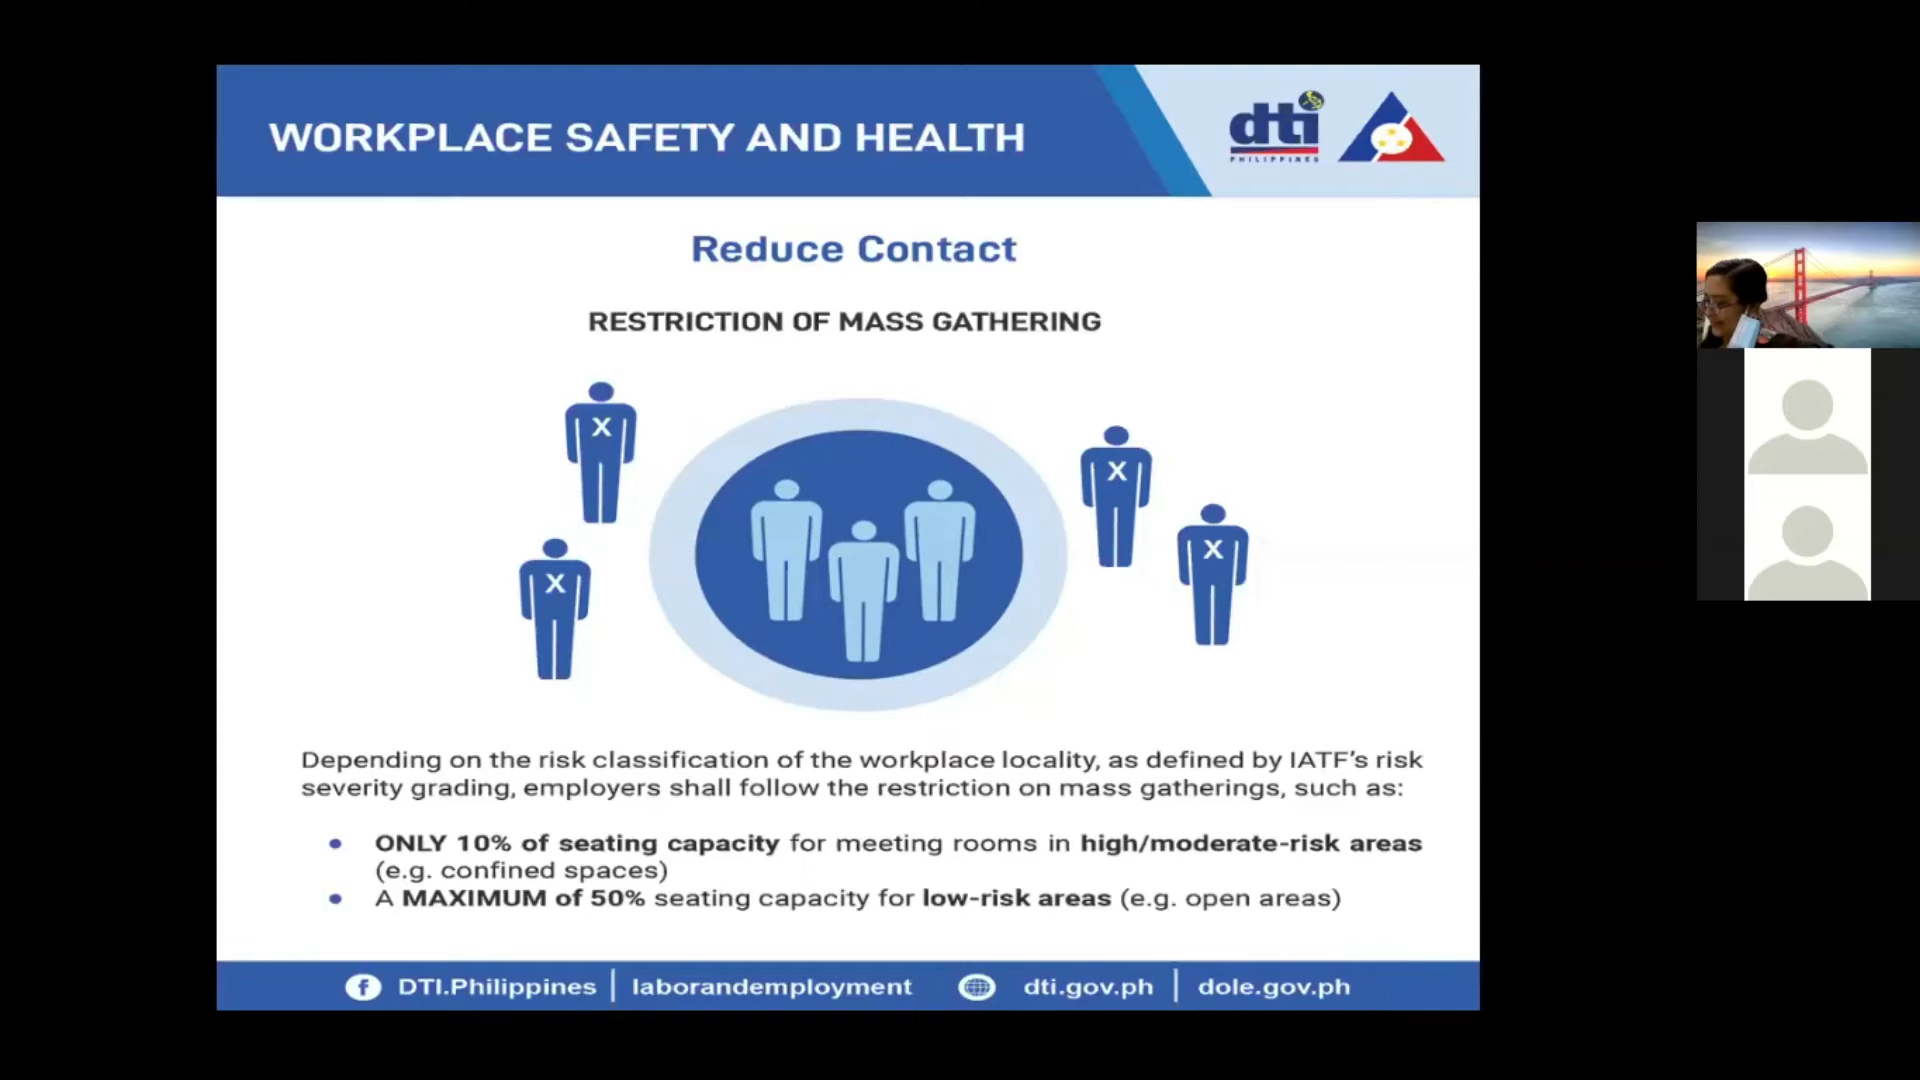 WORKPLACE SAFETY AND HEALTH
dti
PHILIPPINES
Reduce Contact
RESTRICTION OF MASS GATHERING
X
X
X
X
Depending on the risk classification of the workplace locality, as defined by IATF's risk
severity grading, employers shall follow the restriction on mass gatherings, such as:
• ONLY 10% of seating capacity for meeting rooms in high/moderate-risk areas
(e.g. confined spaces)
• A MAXIMUM of 50% seating capacity for low-risk areas (e.g. open areas)
f DTI.Philippines | laborandemployment dti.gov.ph | dole.gov.ph